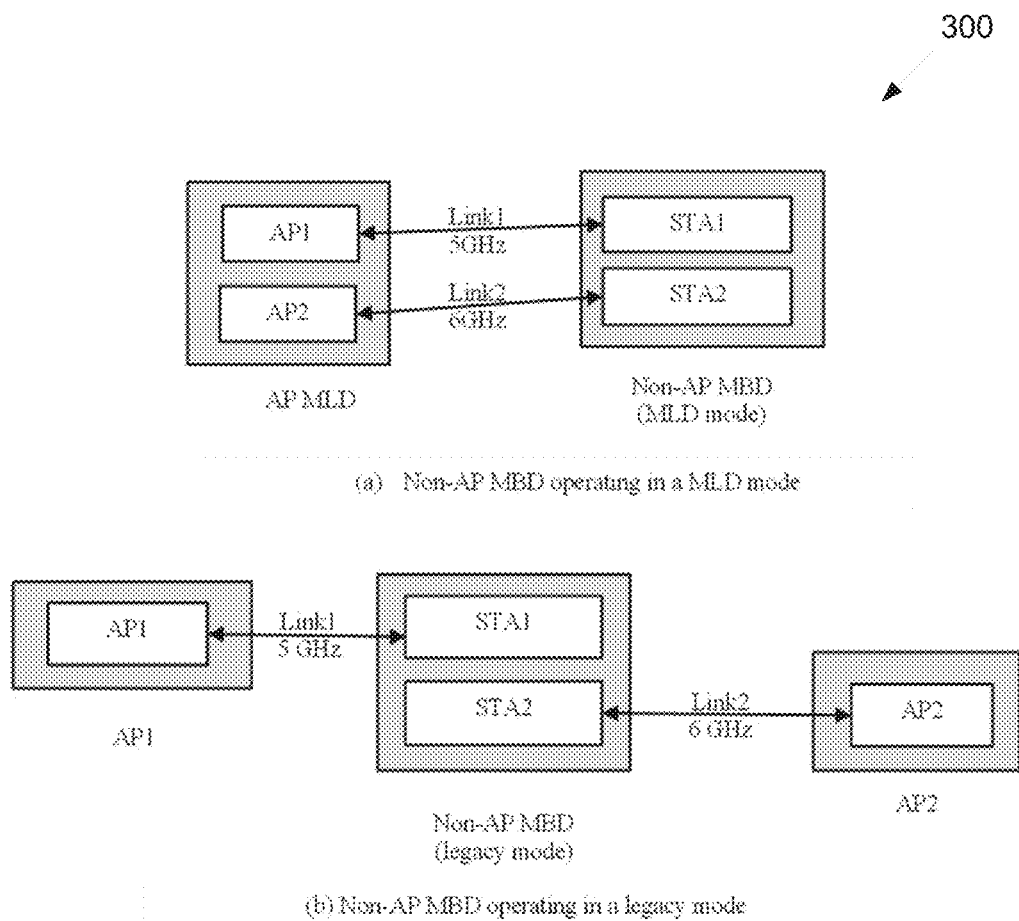 300
AP1
AP2
AP MLD
Link1
5GHz
Link2
6GHz
STA1
STA2
Non-AP MBD
(MLD mode)
(a) Non-AP MBD operating in a MLD mode
AP1
AP1
Link1
5 GHz
STA1
STA2
Non-AP MBD
(legacy mode)
Link2
6 GHz
AP2
AP2
(b) Non-AP MBD operating in a legacy mode